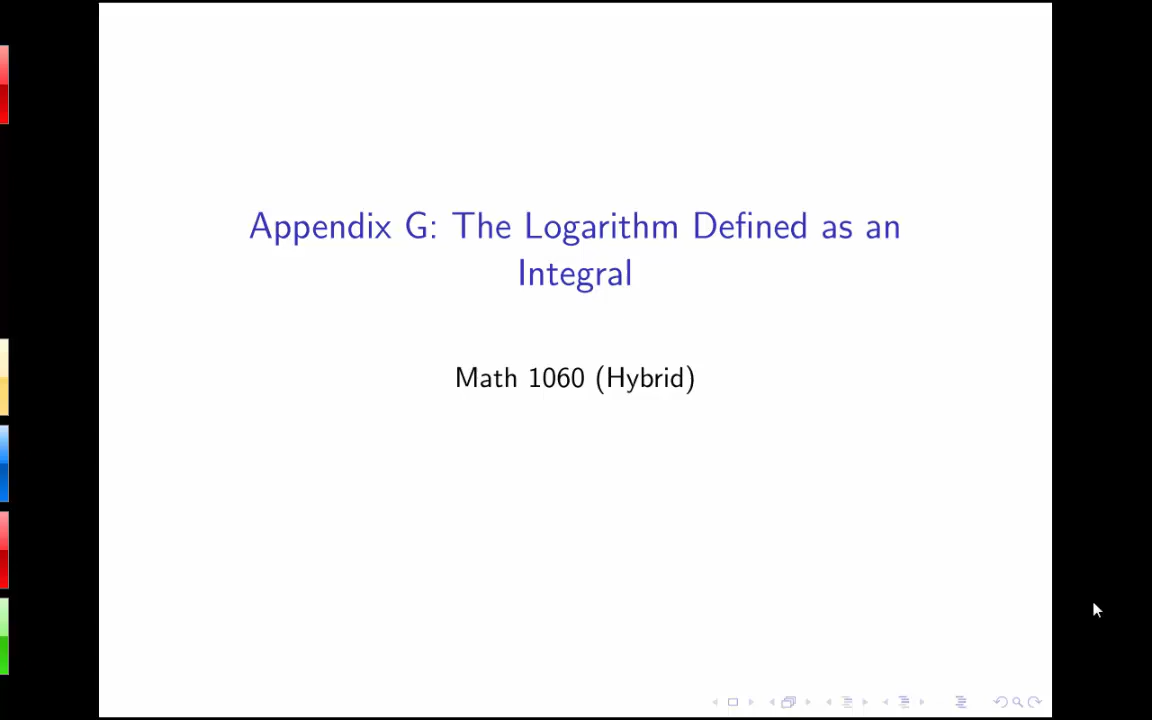 Appendix G: The Logarithm Defined as an
Integral
Math 1060 (Hybrid)